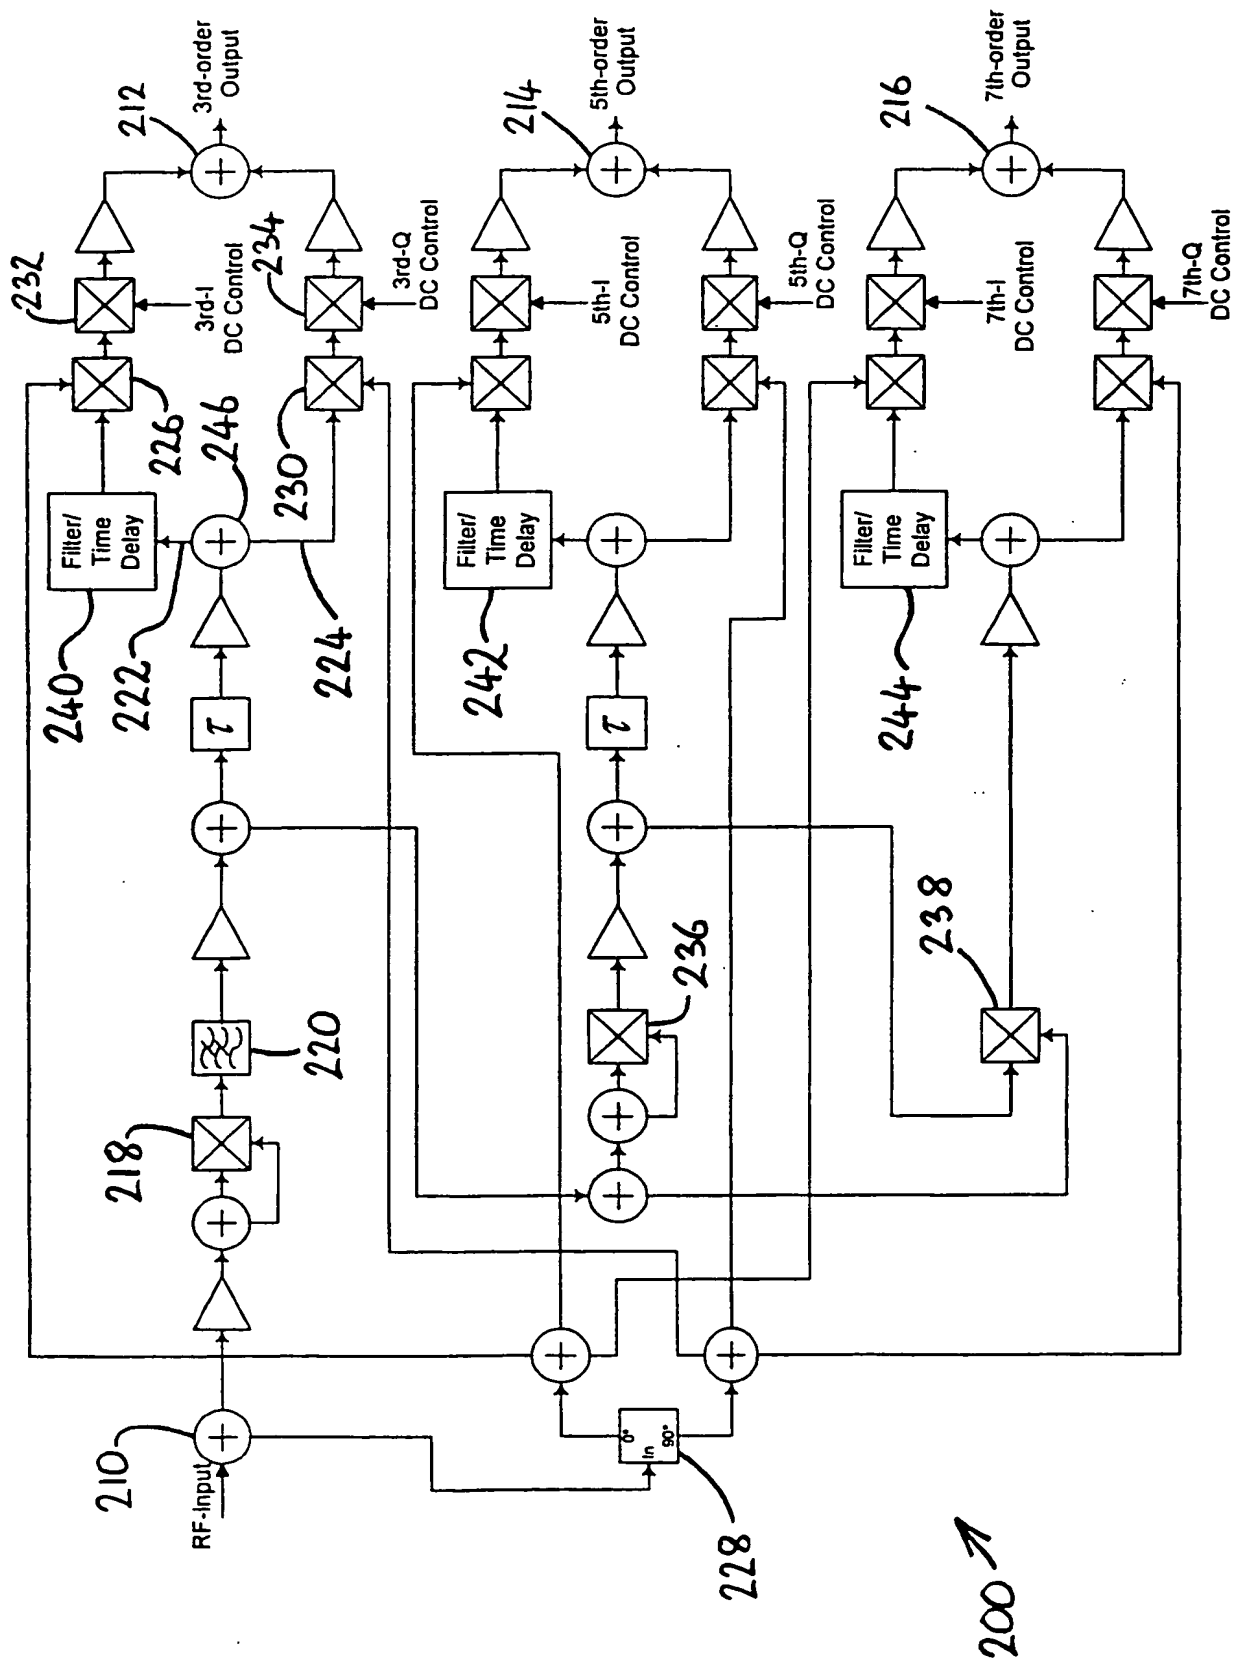 232
212
3rd-order
Output
3rd-I
DC Control
226
240
Filter/
Time
Delay
222
246
234
3rd-Q
DC Control
230
224
τ
220
218
210
RF-Input
214
5th-order
Output
5th-I
DC Control
5th-Q
DC Control
Filter/
Time
Delay
242
τ
236
0°
In
90°
228
216
7th-order
Output
7th-I
DC Control
7th-Q
DC Control
Filter/
Time
Delay
244
238
200